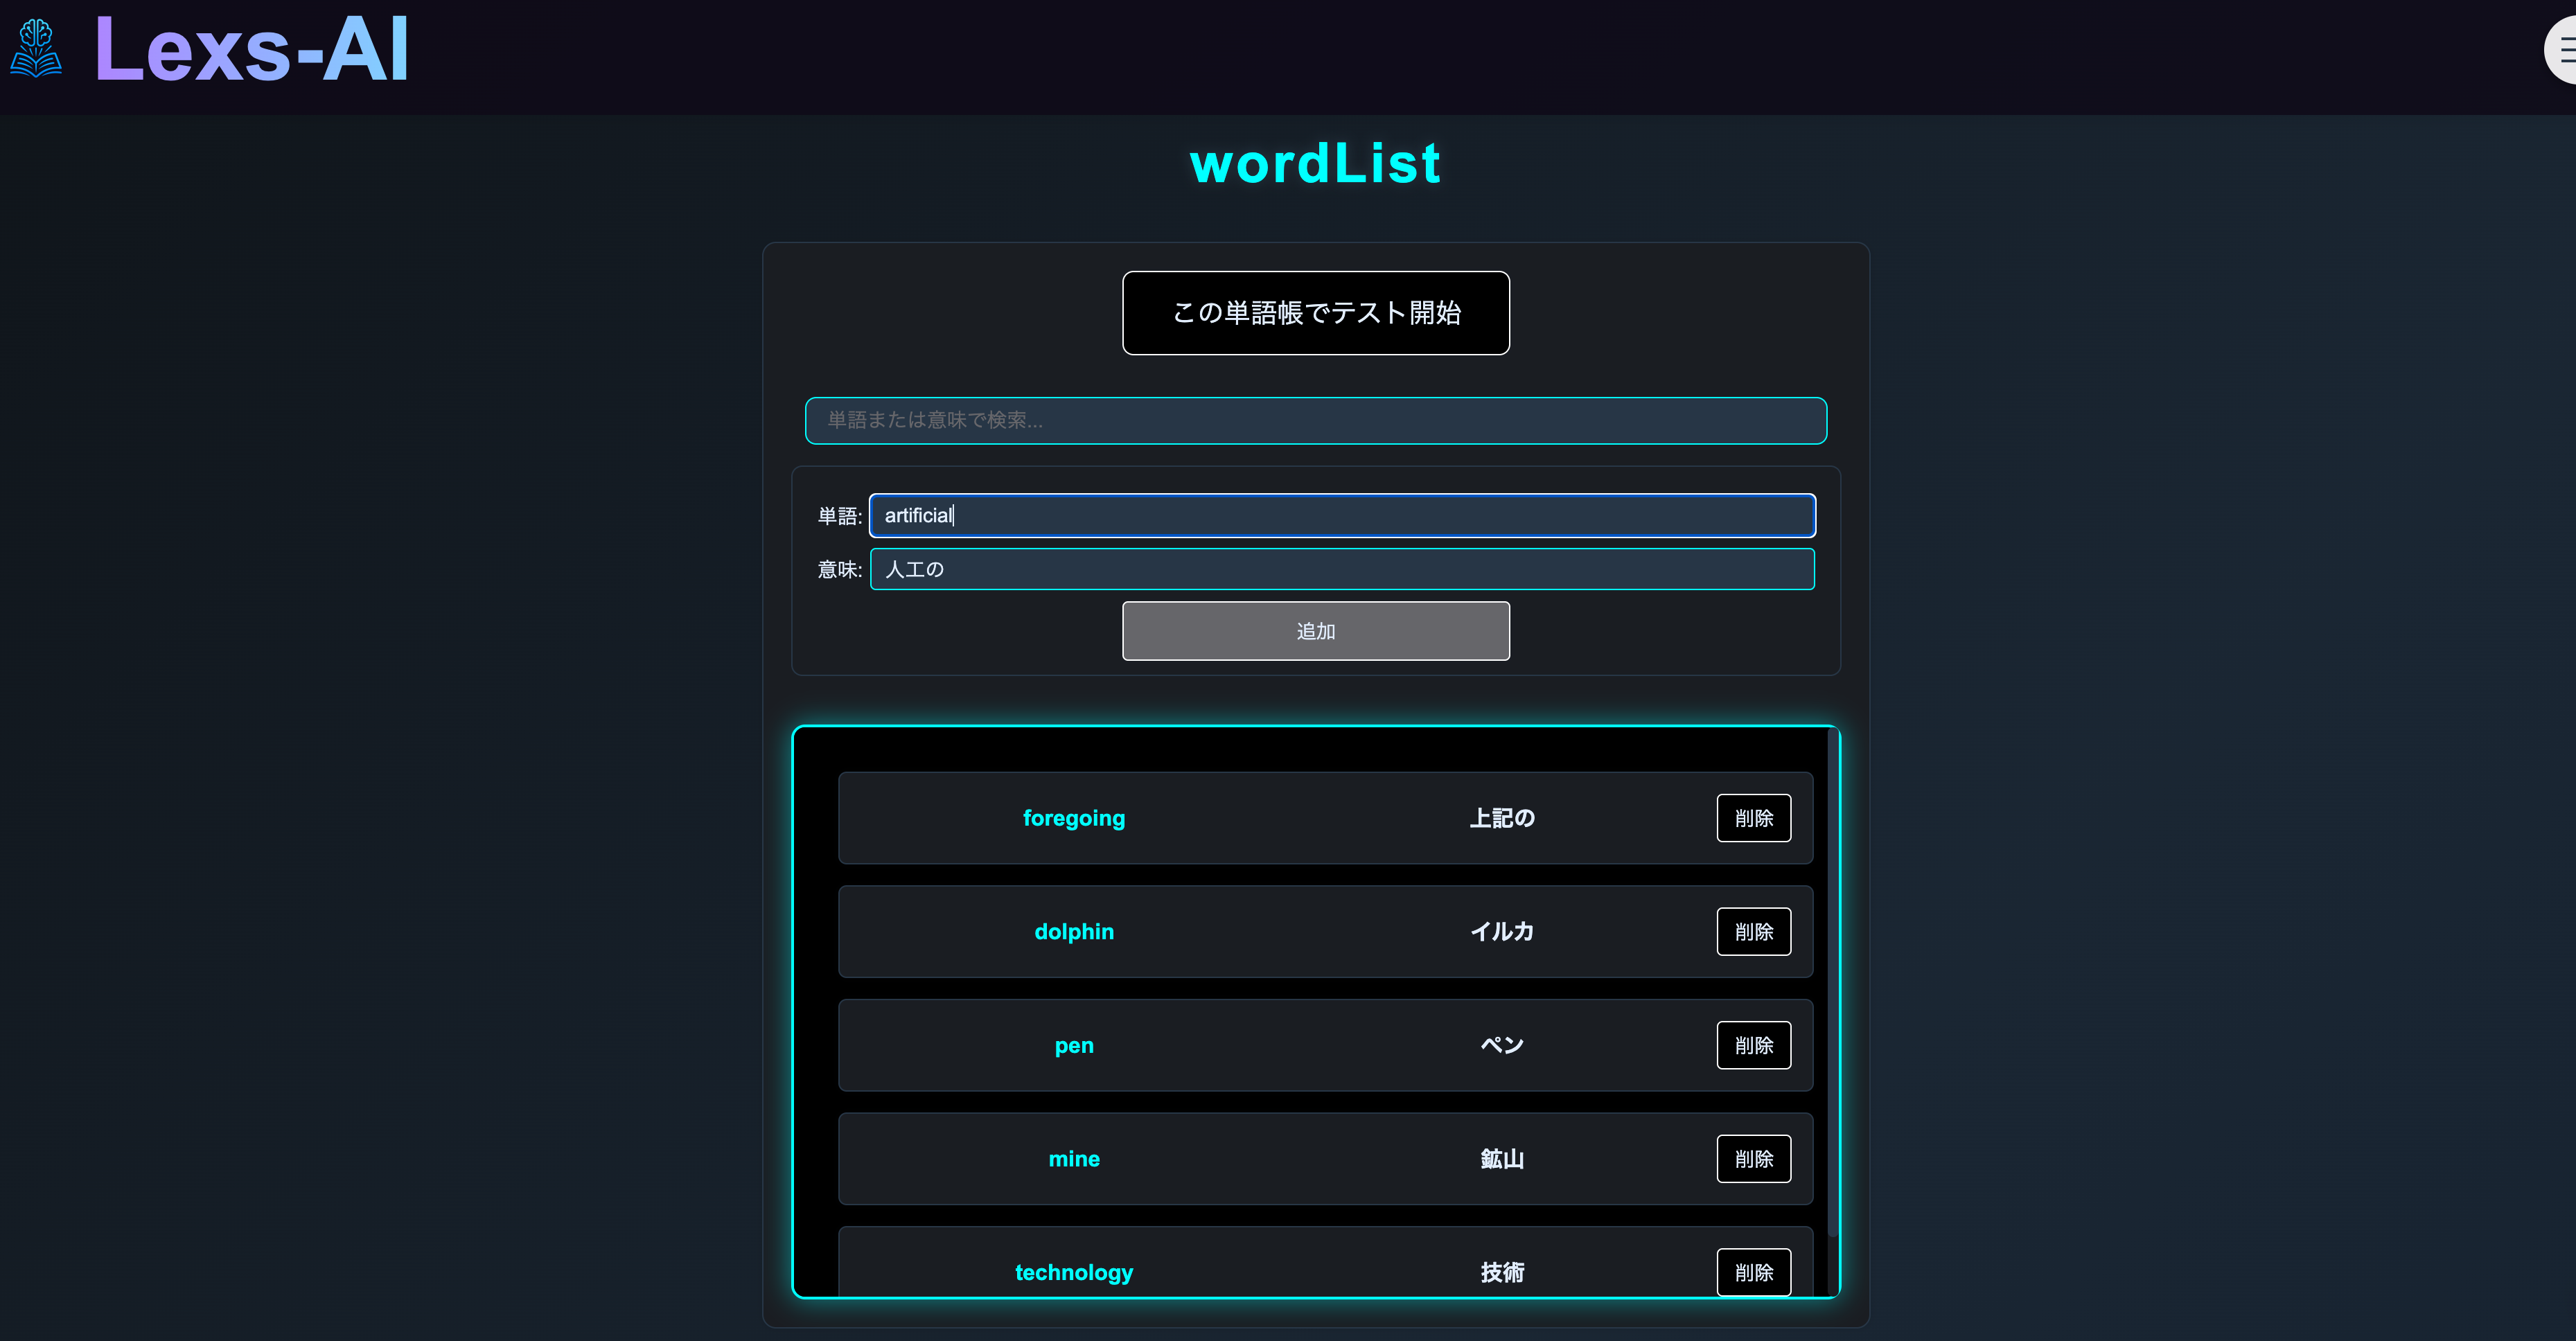 Lexs-AI
wordList
この単語帳でテスト開始
単語または意味で検索...
単語: artificial
意味: 人工の
追加
foregoing 上記の 削除
dolphin イルカ 削除
pen ペン 削除
mine 鉱山 削除
technology 技術 削除